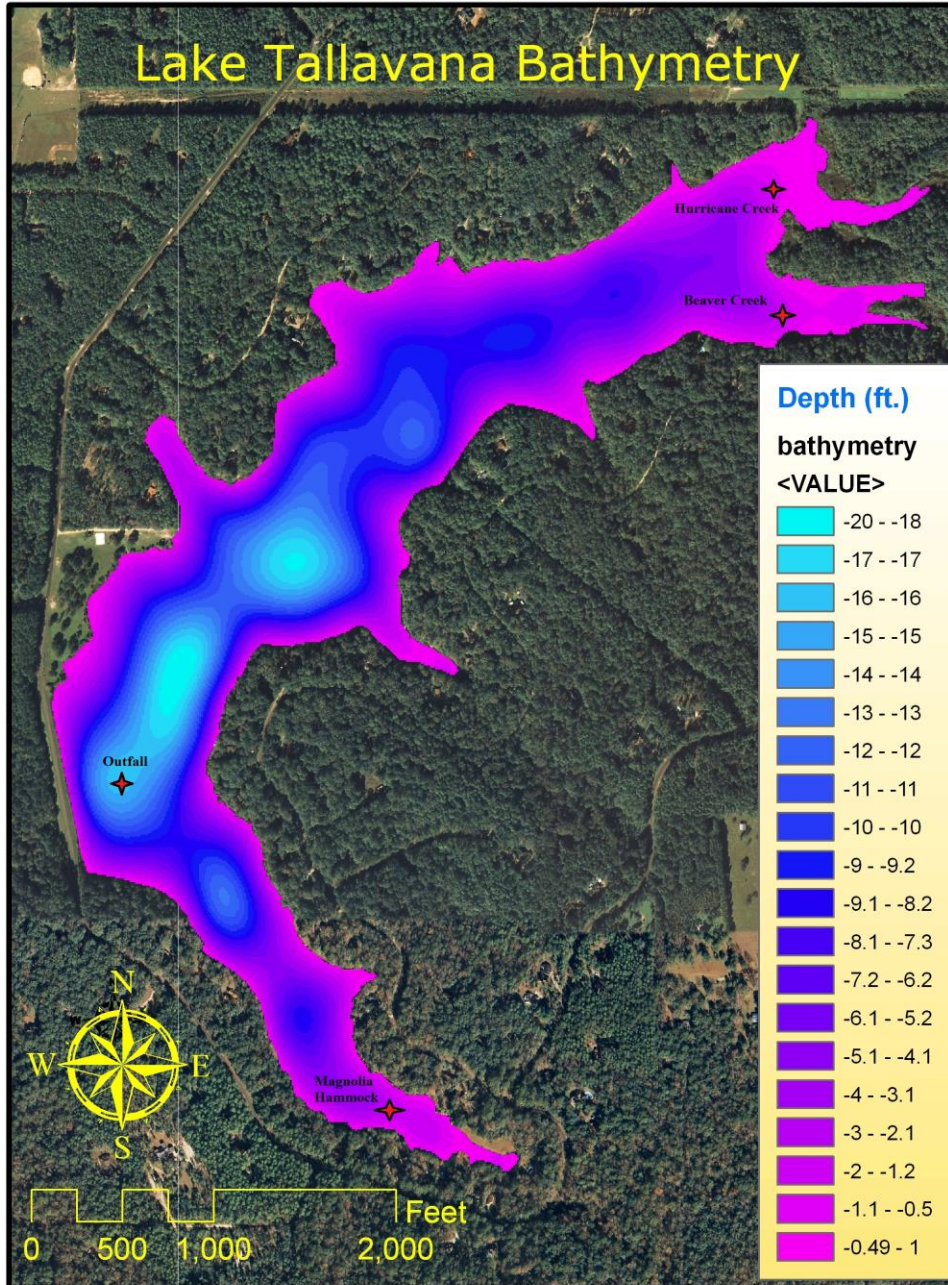 Lake Tallavana Bathymetry
Hurricane Creek
Beaver Creek
Depth (ft.)
bathymetry
<VALUE>
-20 - -18
-17 - -17
-16 - -16
-15 - -15
-14 - -14
-13 - -13
-12 - -12
-11 - -11
-10 - -10
-9 - -9.2
-9.1 - -8.2
-8.1 - -7.3
-7.2 - -6.2
-6.1 - -5.2
-5.1 - -4.1
-4 - -3.1
-3 - -2.1
-2 - -1.2
-1.1 - -0.5
-0.49 - 1
Outfall
N
W E
S
Magnolia
Hammock
Feet
0 500 1,000 2,000